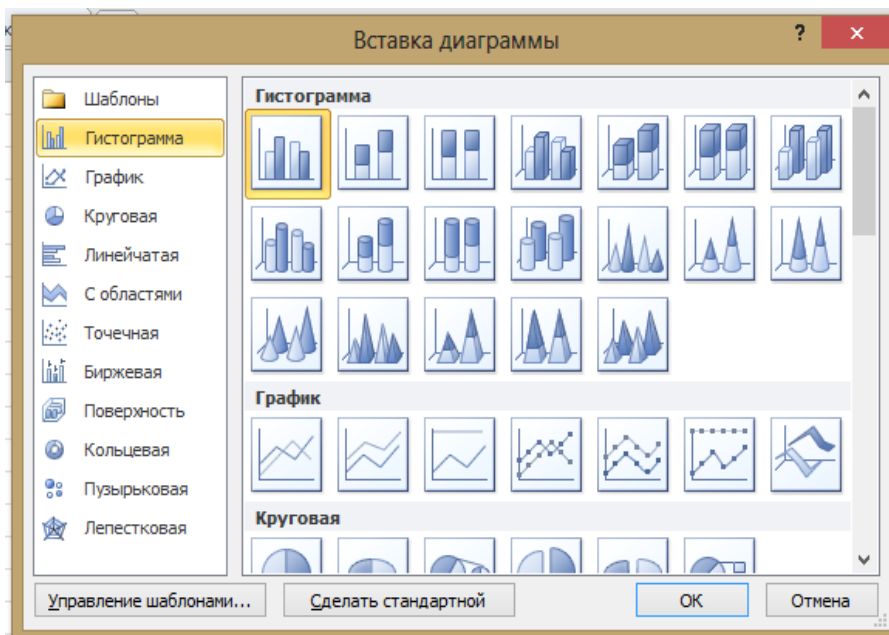 Вставка диаграммы
?
Шаблоны
Гистограмма
График
Круговая
Линейчатая
С областями
Точечная
Биржевая
Поверхность
Кольцевая
Пузырьковая
Лепестковая
Гистограмма
График
Круговая
Управление шаблонами...
Сделать стандартной
ОК
Отмена